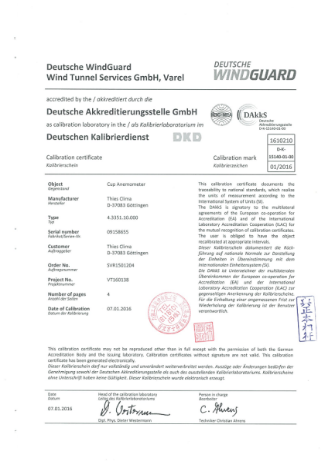 Deutsche WindGuard
Wind Tunnel Services GmbH, Varel
DEUTSCHE
WINDGUARD
accredited by the / akkreditiert durch die
Deutsche Akkreditierungsstelle GmbH
as calibration laboratory in the / als Kalibrierlaboratorium im
Deutschen Kalibrierdienst
DKD
DAkkS
Deutsche
Akkreditierungsstelle
D-K-15140-01-00
Calibration certificate
Kalibrierschein
Calibration mark
Kalibrierzeichen
1610210
D-K-
15140-01-00
01/2016
Object
Gegenstand
Cup Anemometer
Manufacturer
Hersteller
Thies Clima
D-37083 Göttingen
Type
Typ
4.3351.10.000
Serial number
Fabrikat/Serien-Nr.
09158655
Customer
Auftraggeber
Thies Clima
D-37083 Göttingen
Order No.
Auftragsnummer
Project No.
Projektnummer
VT160138
Number of pages
Anzahl der Seiten
4
Date of Calibration
Datum der Kalibrierung
07.01.2016
This calibration certificate documents the
traceability to national standards, which realize
the units of measurement according to the
International System of Units (SI).
The DAkkS is signatory to the multilateral
agreements of the European co-operation for
Accreditation (EA) and of the International
Laboratory Accreditation Cooperation (ILAC) for
the mutual recognition of calibration certificates.
The user is obliged to have the object
recalibrated at appropriate intervals.
Dieser Kalibrierschein dokumentiert die Rück-
führung auf nationale Normale zur Darstellung
der Einheiten in Übereinstimmung mit dem
Internationalen Einheitensystem (SI).
Die DAkkS ist Unterzeichner der multilateralen
Übereinkommen der European co-operation for
Accreditation (EA) und der International
Laboratory Accreditation Cooperation (ILAC) zur
gegenseitigen Anerkennung der Kalibrierscheine.
Für die Einhaltung einer angemessenen Frist zur
Wiederholung der Kalibrierung ist der Benutzer
verantwortlich.
This calibration certificate may not be reproduced other than in full except with the permission of both the German
Accreditation Body and the issuing laboratory. Calibration certificates without signature are not valid. This calibration
certificate has been generated electronically.
Dieser Kalibrierschein darf nur vollständig und unverändert weiterverbreitet werden. Auszüge oder Änderungen bedürfen der
Genehmigung sowohl der Deutschen Akkreditierungsstelle als auch des ausstellenden Kalibrierlaboratoriums. Kalibrierscheine
ohne Unterschrift haben keine Gültigkeit. Dieser Kalibrierschein wurde elektronisch erzeugt.
Date
Datum
07.01.2016
Head of the calibration laboratory
Leiter des Kalibrierlaboratoriums
Dipl. Phys. Dieter Westermann
Person in charge
Bearbeiter
C. Ahrens
Techniker Christian Ahrens